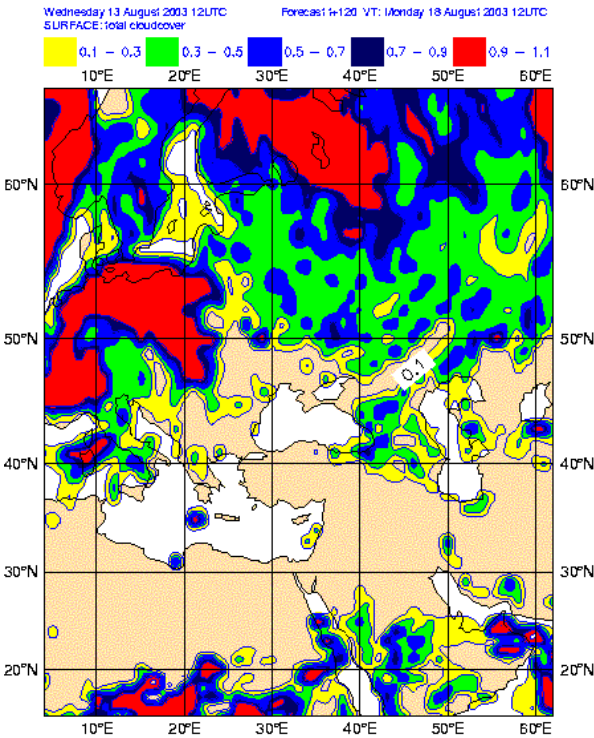 Wednesday 13 August 2003 12UTC Forecast t+120 VT: Monday 18 August 2003 12UTC
SURFACE: total cloudcover
0.1 - 0.3 0.3 - 0.5 0.5 - 0.7 0.7 - 0.9 0.9 - 1.1
10°E 20°E 30°E 40°E 50°E 60°E
60°N 60°N
50°N 50°N
0.1
40°N 40°N
30°N 30°N
20°N 20°N
10°E 20°E 30°E 40°E 50°E 60°E